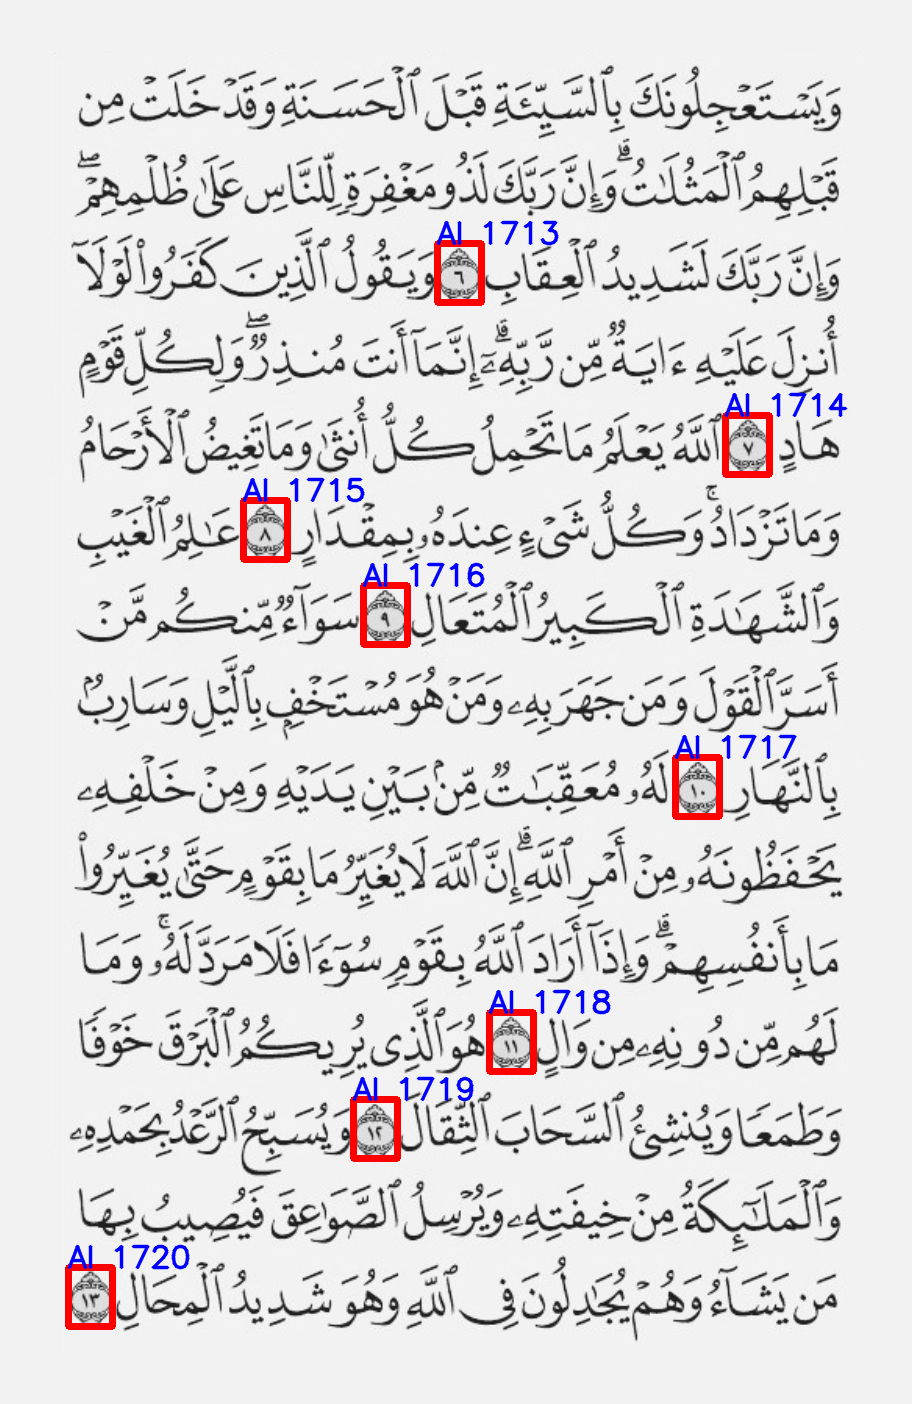 وَيَسْتَعْجِلُونَكَ بِٱلسَّيِّئَةِ قَبْلَ ٱلْحَسَنَةِ وَقَدْ خَلَتْ مِن
قَبْلِهِمُ ٱلْمَثُلَٰتُ ۗ وَإِنَّ رَبَّكَ لَذُو مَغْفِرَةٍ لِّلنَّاسِ عَلَىٰ ظُلْمِهِمْ ۖ
AI 1713
وَإِنَّ رَبَّكَ لَشَدِيدُ ٱلْعِقَابِ ٦ وَيَقُولُ ٱلَّذِينَ كَفَرُوا۟ لَوْلَآ
أُنزِلَ عَلَيْهِ ءَايَةٌ مِّن رَّبِّهِۦٓ ۗ إِنَّمَآ أَنتَ مُنذِرٌ ۖ وَلِكُلِّ قَوْمٍ
AI 1714
هَادٍ ٧ ٱللَّهُ يَعْلَمُ مَا تَحْمِلُ كُلُّ أُنثَىٰ وَمَا تَغِيضُ ٱلْأَرْحَامُ
AI 1715
وَمَا تَزْدَادُ ۚ وَكُلُّ شَىْءٍ عِندَهُۥ بِمِقْدَارٍ ٨ عَٰلِمُ ٱلْغَيْبِ
AI 1716
وَٱلشَّهَٰدَةِ ٱلْكَبِيرُ ٱلْمُتَعَالِ ٩ سَوَآءٌ مِّنكُم مَّنْ
أَسَرَّ ٱلْقَوْلَ وَمَن جَهَرَ بِهِۦ وَمَنْ هُوَ مُسْتَخْفٍۭ بِٱلَّيْلِ وَسَارِبٌۢ
AI 1717
بِٱلنَّهَارِ ١٠ لَهُۥ مُعَقِّبَٰتٌ مِّنۢ بَيْنِ يَدَيْهِ وَمِنْ خَلْفِهِۦ
يَحْفَظُونَهُۥ مِنْ أَمْرِ ٱللَّهِ ۗ إِنَّ ٱللَّهَ لَا يُغَيِّرُ مَا بِقَوْمٍ حَتَّىٰ يُغَيِّرُوا۟
مَا بِأَنفُسِهِمْ ۗ وَإِذَآ أَرَادَ ٱللَّهُ بِقَوْمٍ سُوٓءًا فَلَا مَرَدَّ لَهُۥ ۚ وَمَا
AI 1718
لَهُم مِّن دُونِهِۦ مِن وَالٍ ١١ هُوَ ٱلَّذِى يُرِيكُمُ ٱلْبَرْقَ خَوْفًا
AI 1719
وَطَمَعًا وَيُنشِئُ ٱلسَّحَابَ ٱلثِّقَالَ ١٢ وَيُسَبِّحُ ٱلرَّعْدُ بِحَمْدِهِۦ
وَٱلْمَلَٰٓئِكَةُ مِنْ خِيفَتِهِۦ وَيُرْسِلُ ٱلصَّوَٰعِقَ فَيُصِيبُ بِهَا
AI 1720
مَن يَشَآءُ وَهُمْ يُجَٰدِلُونَ فِى ٱللَّهِ وَهُوَ شَدِيدُ ٱلْمِحَالِ ١٣